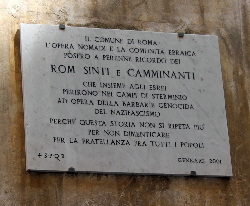 IL COMUNE DI ROMA
L'OPERA NOMADI E LA COMUNITÀ EBRAICA
POSERO A PERENNE RICORDO DEI
ROM SINTI E CAMMINANTI
CHE INSIEME AGLI EBREI
PERIRONO NEI CAMPI DI STERMINIO
AD OPERA DELLA BARBARIE GENOCIDA
DEL NAZIFASCISMO
PERCHÉ QUESTA STORIA NON SI RIPETA PIÙ
PER NON DIMENTICARE
PER LA FRATELLANZA TRA TUTTI I POPOLI
GENNAIO 2001